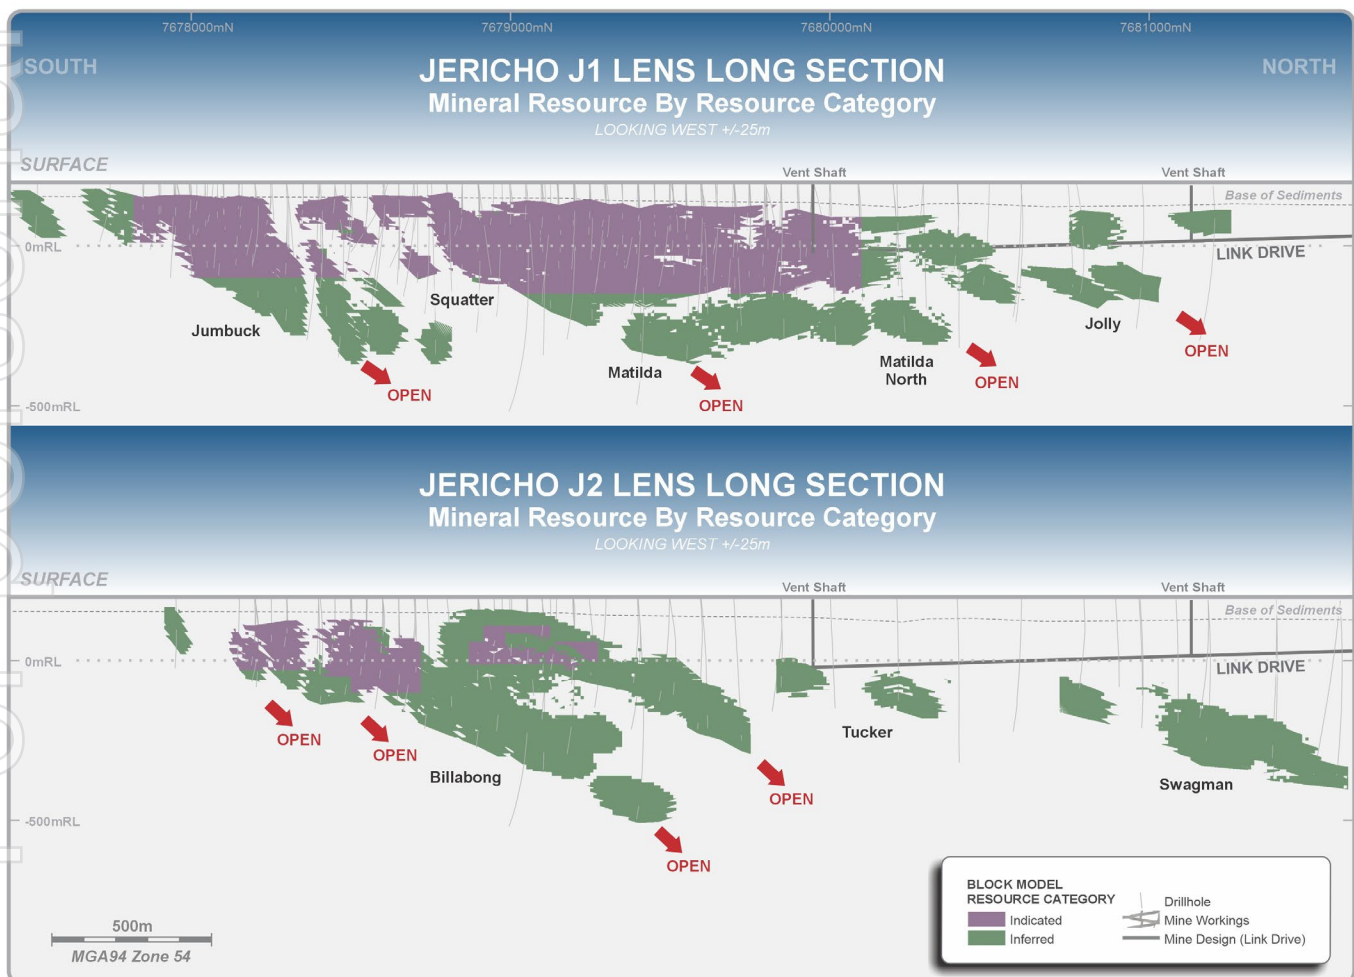 7678000mN
7679000mN
7680000mN
7681000mN
SOUTH
NORTH
JERICHO J1 LENS LONG SECTION
Mineral Resource By Resource Category
LOOKING WEST +/-25m
SURFACE
Vent Shaft
Vent Shaft
Base of Sediments
0mRL
LINK DRIVE
Squatter
Jumbuck
Jolly
Matilda
Matilda
North
OPEN
OPEN
OPEN
OPEN
-500mRL
JERICHO J2 LENS LONG SECTION
Mineral Resource By Resource Category
LOOKING WEST +/-25m
SURFACE
Vent Shaft
Vent Shaft
Base of Sediments
0mRL
LINK DRIVE
OPEN
OPEN
Tucker
Billabong
Swagman
OPEN
-500mRL
OPEN
BLOCK MODEL
RESOURCE CATEGORY
Indicated
Inferred
Drillhole
Mine Workings
Mine Design (Link Drive)
500m
MGA94 Zone 54